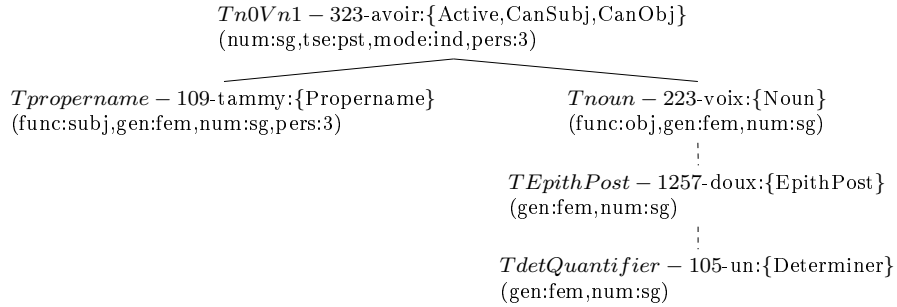 Tn0Vn1 − 323-avoir:{Active,CanSubj,CanObj}
(num:sg,tse:pst,mode:ind,pers:3)
Tpropername − 109-tammy:{Propername}
(func:subj,gen:fem,num:sg,pers:3)
Tnoun − 223-voix:{Noun}
(func:obj,gen:fem,num:sg)
TEpithPost − 1257-doux:{EpithPost}
(gen:fem,num:sg)
TdetQuantifier − 105-un:{Determiner}
(gen:fem,num:sg)